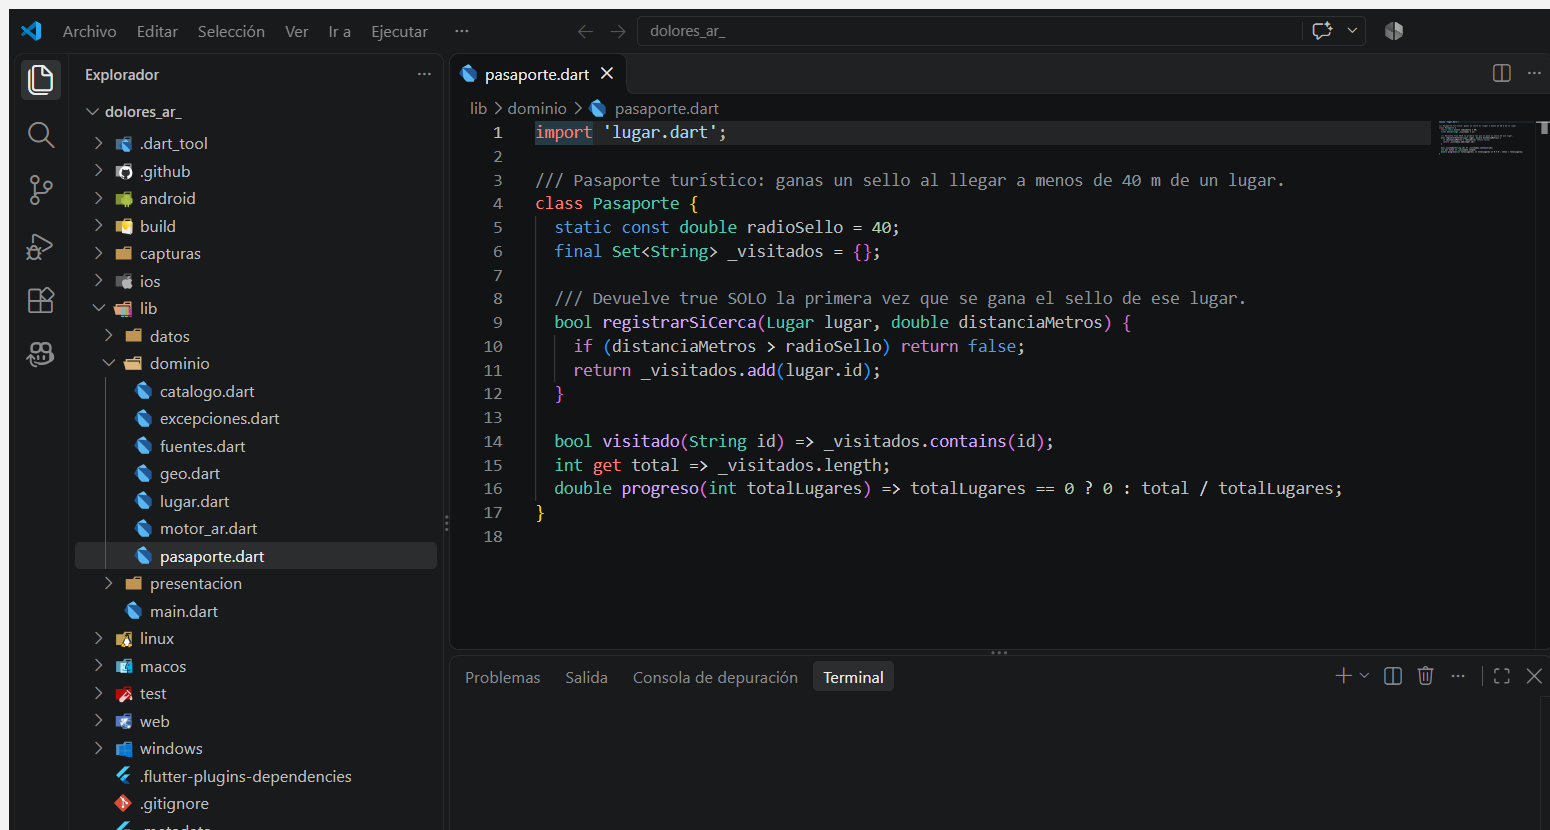 Archivo Editar Selección Ver Ir a Ejecutar ··· dolores_ar_
Explorador ···
dolores_ar_
.dart_tool
.github
android
build
capturas
ios
lib
datos
dominio
catalogo.dart
excepciones.dart
fuentes.dart
geo.dart
lugar.dart
motor_ar.dart
pasaporte.dart
presentacion
main.dart
linux
macos
test
web
windows
.flutter-plugins-dependencies
.gitignore
.metadata
pasaporte.dart
lib > dominio > pasaporte.dart
1 import 'lugar.dart';
2
3 /// Pasaporte turístico: ganas un sello al llegar a menos de 40 m de un lugar.
4 class Pasaporte {
5   static const double radioSello = 40;
6   final Set<String> _visitados = {};
7
8   /// Devuelve true SOLO la primera vez que se gana el sello de ese lugar.
9   bool registrarSiCerca(Lugar lugar, double distanciaMetros) {
10     if (distanciaMetros > radioSello) return false;
11     return _visitados.add(lugar.id);
12   }
13
14   bool visitado(String id) => _visitados.contains(id);
15   int get total => _visitados.length;
16   double progreso(int totalLugares) => totalLugares == 0 ? 0 : total / totalLugares;
17 }
18
Problemas Salida Consola de depuración Terminal